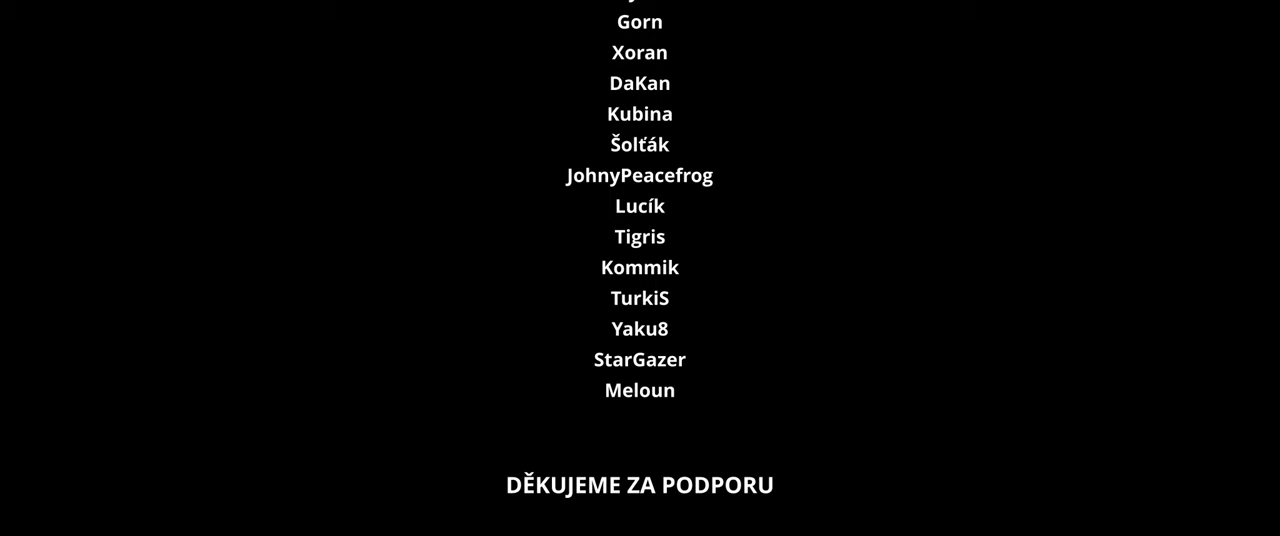 Gorn
Xoran
DaKan
Kubina
Šolťák
JohnyPeacefrog
Lucík
Tigris
Kommik
TurkiS
Yaku8
StarGazer
Meloun
DĚKUJEME ZA PODPORU